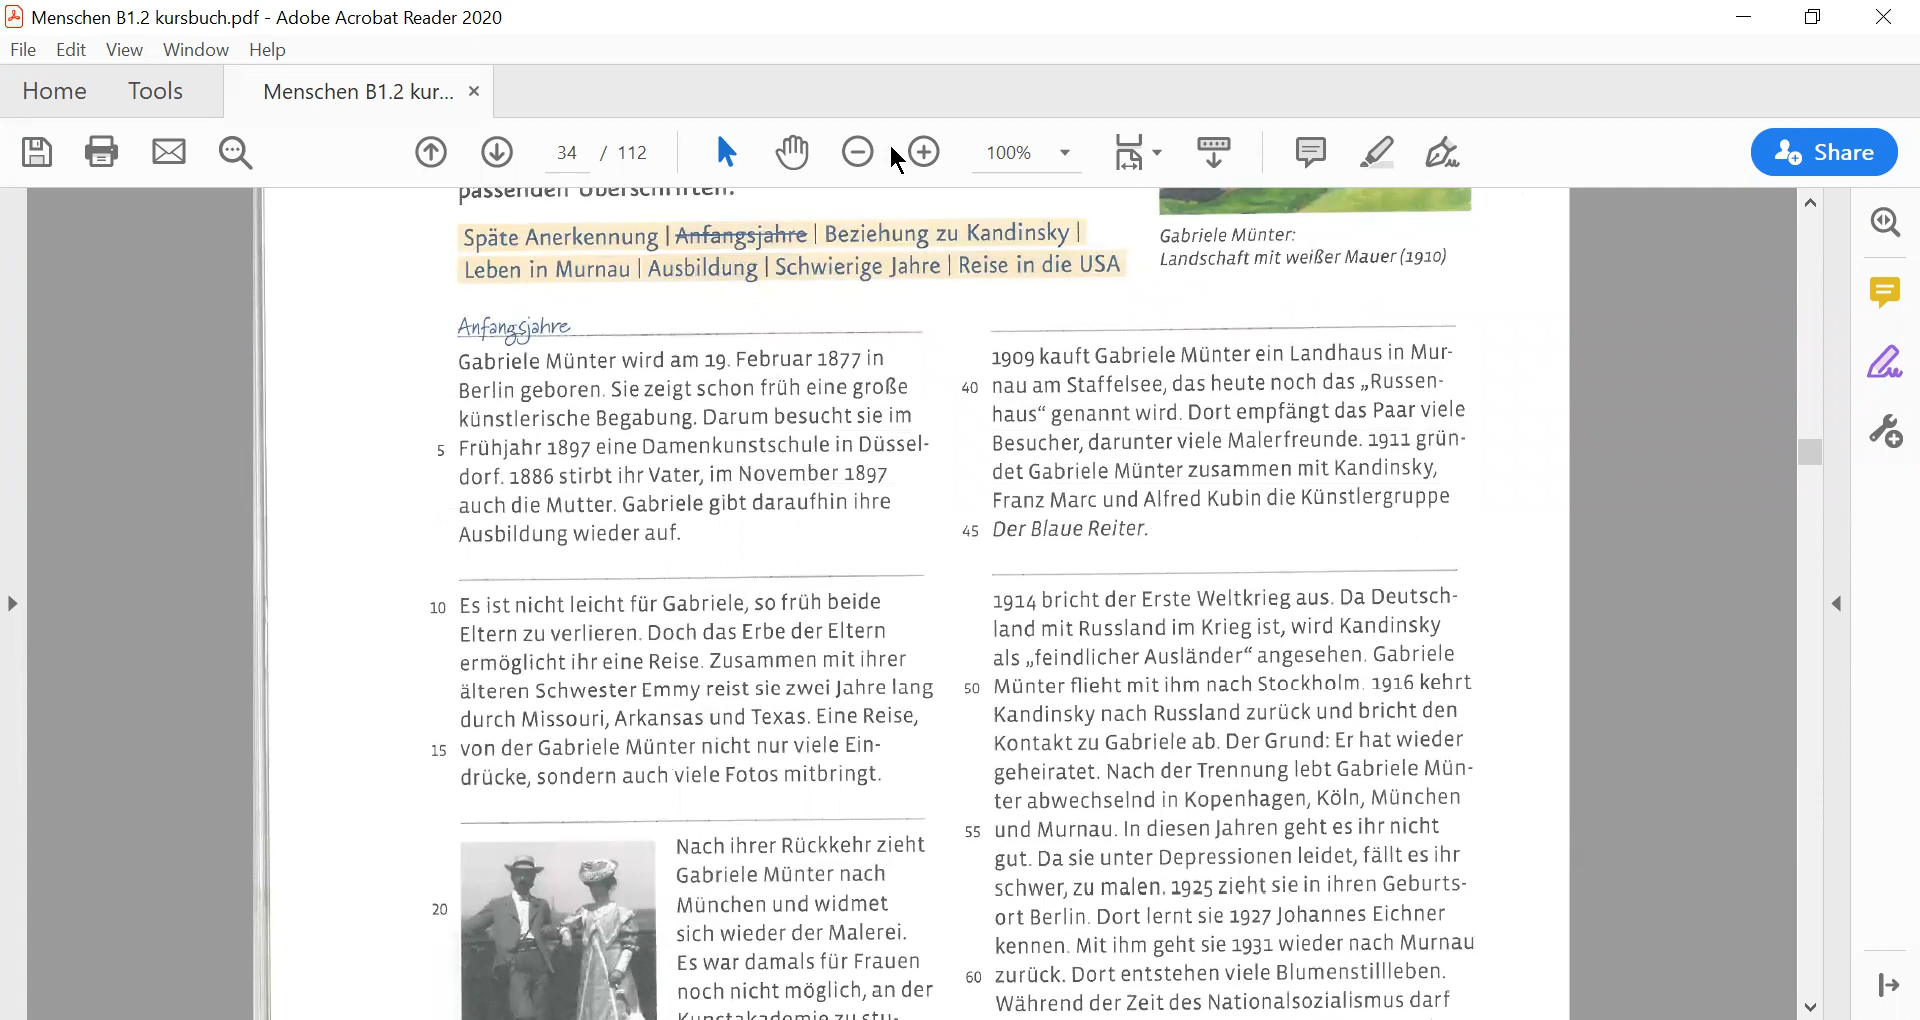 Menschen B1.2 kursbuch.pdf - Adobe Acrobat Reader 2020
File Edit View Window Help
Home Tools Menschen B1.2 kur... ×
34 / 112 100% Share
passenden Überschriften.
Späte Anerkennung | Anfangsjahre | Beziehung zu Kandinsky |
Leben in Murnau | Ausbildung | Schwierige Jahre | Reise in die USA
Gabriele Münter:
Landschaft mit weißer Mauer (1910)
Anfangsjahre
Gabriele Münter wird am 19. Februar 1877 in
Berlin geboren. Sie zeigt schon früh eine große
künstlerische Begabung. Darum besucht sie im
5 Frühjahr 1897 eine Damenkunstschule in Düssel-
dorf. 1886 stirbt ihr Vater, im November 1897
auch die Mutter. Gabriele gibt daraufhin ihre
Ausbildung wieder auf.
10 Es ist nicht leicht für Gabriele, so früh beide
Eltern zu verlieren. Doch das Erbe der Eltern
ermöglicht ihr eine Reise. Zusammen mit ihrer
älteren Schwester Emmy reist sie zwei Jahre lang
durch Missouri, Arkansas und Texas. Eine Reise,
15 von der Gabriele Münter nicht nur viele Ein-
drücke, sondern auch viele Fotos mitbringt.
Nach ihrer Rückkehr zieht
Gabriele Münter nach
20 München und widmet
sich wieder der Malerei.
Es war damals für Frauen
noch nicht möglich, an der
Kunstakademie zu stu-
1909 kauft Gabriele Münter ein Landhaus in Mur-
40 nau am Staffelsee, das heute noch das „Russen-
haus“ genannt wird. Dort empfängt das Paar viele
Besucher, darunter viele Malerfreunde. 1911 grün-
det Gabriele Münter zusammen mit Kandinsky,
Franz Marc und Alfred Kubin die Künstlergruppe
45 Der Blaue Reiter.
1914 bricht der Erste Weltkrieg aus. Da Deutsch-
land mit Russland im Krieg ist, wird Kandinsky
als „feindlicher Ausländer“ angesehen. Gabriele
50 Münter flieht mit ihm nach Stockholm. 1916 kehrt
Kandinsky nach Russland zurück und bricht den
Kontakt zu Gabriele ab. Der Grund: Er hat wieder
geheiratet. Nach der Trennung lebt Gabriele Mün-
ter abwechselnd in Kopenhagen, Köln, München
55 und Murnau. In diesen Jahren geht es ihr nicht
gut. Da sie unter Depressionen leidet, fällt es ihr
schwer, zu malen. 1925 zieht sie in ihren Geburts-
ort Berlin. Dort lernt sie 1927 Johannes Eichner
kennen. Mit ihm geht sie 1931 wieder nach Murnau
60 zurück. Dort entstehen viele Blumenstillleben.
Während der Zeit des Nationalsozialismus darf